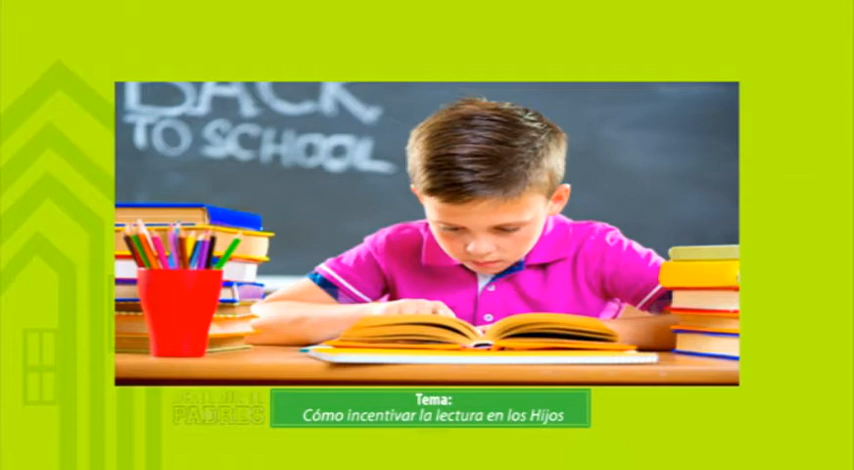 BACK
TO SCHOOL
PADRES
Tema:
Cómo incentivar la lectura en los Hijos